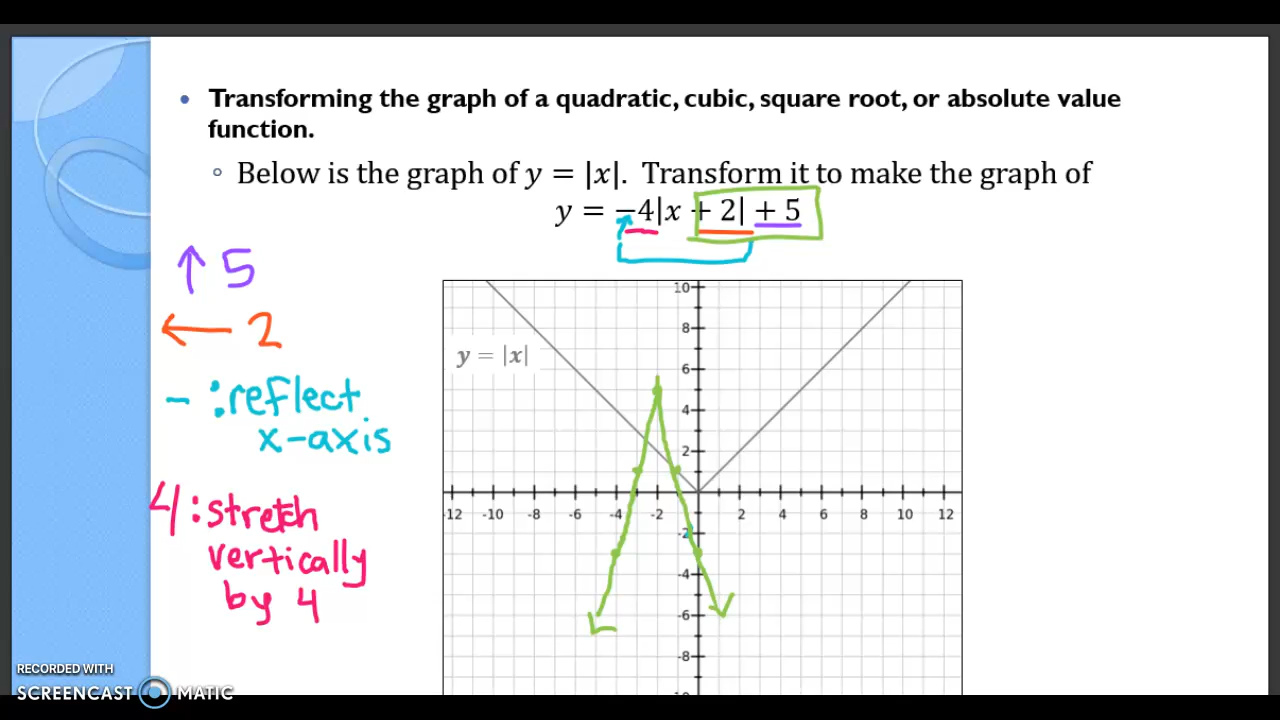 • Transforming the graph of a quadratic, cubic, square root, or absolute value
function.
◦ Below is the graph of y = |x|. Transform it to make the graph of
y = −4|x + 2| + 5
↑ 5
← 2
- : reflect
x-axis
4: stretch
vertically
by 4
y = |x|
10
8
6
4
2
-12 -10 -8 -6 -4 -2 2 4 6 8 10 12
-2
-4
-6
-8
RECORDED WITH
SCREENCAST MATIC